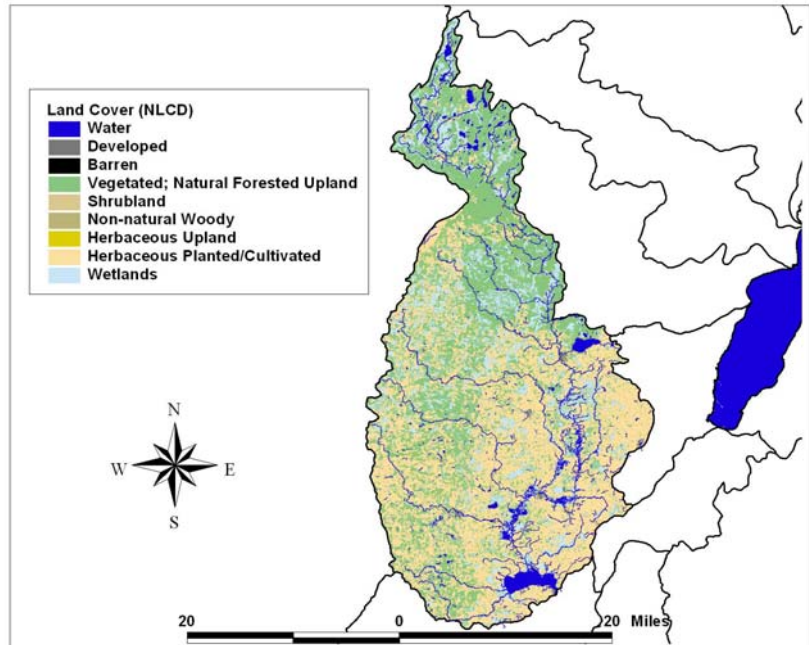 Land Cover (NLCD)
Water
Developed
Barren
Vegetated; Natural Forested Upland
Shrubland
Non-natural Woody
Herbaceous Upland
Herbaceous Planted/Cultivated
Wetlands
N
W E
S
20 0 20 Miles